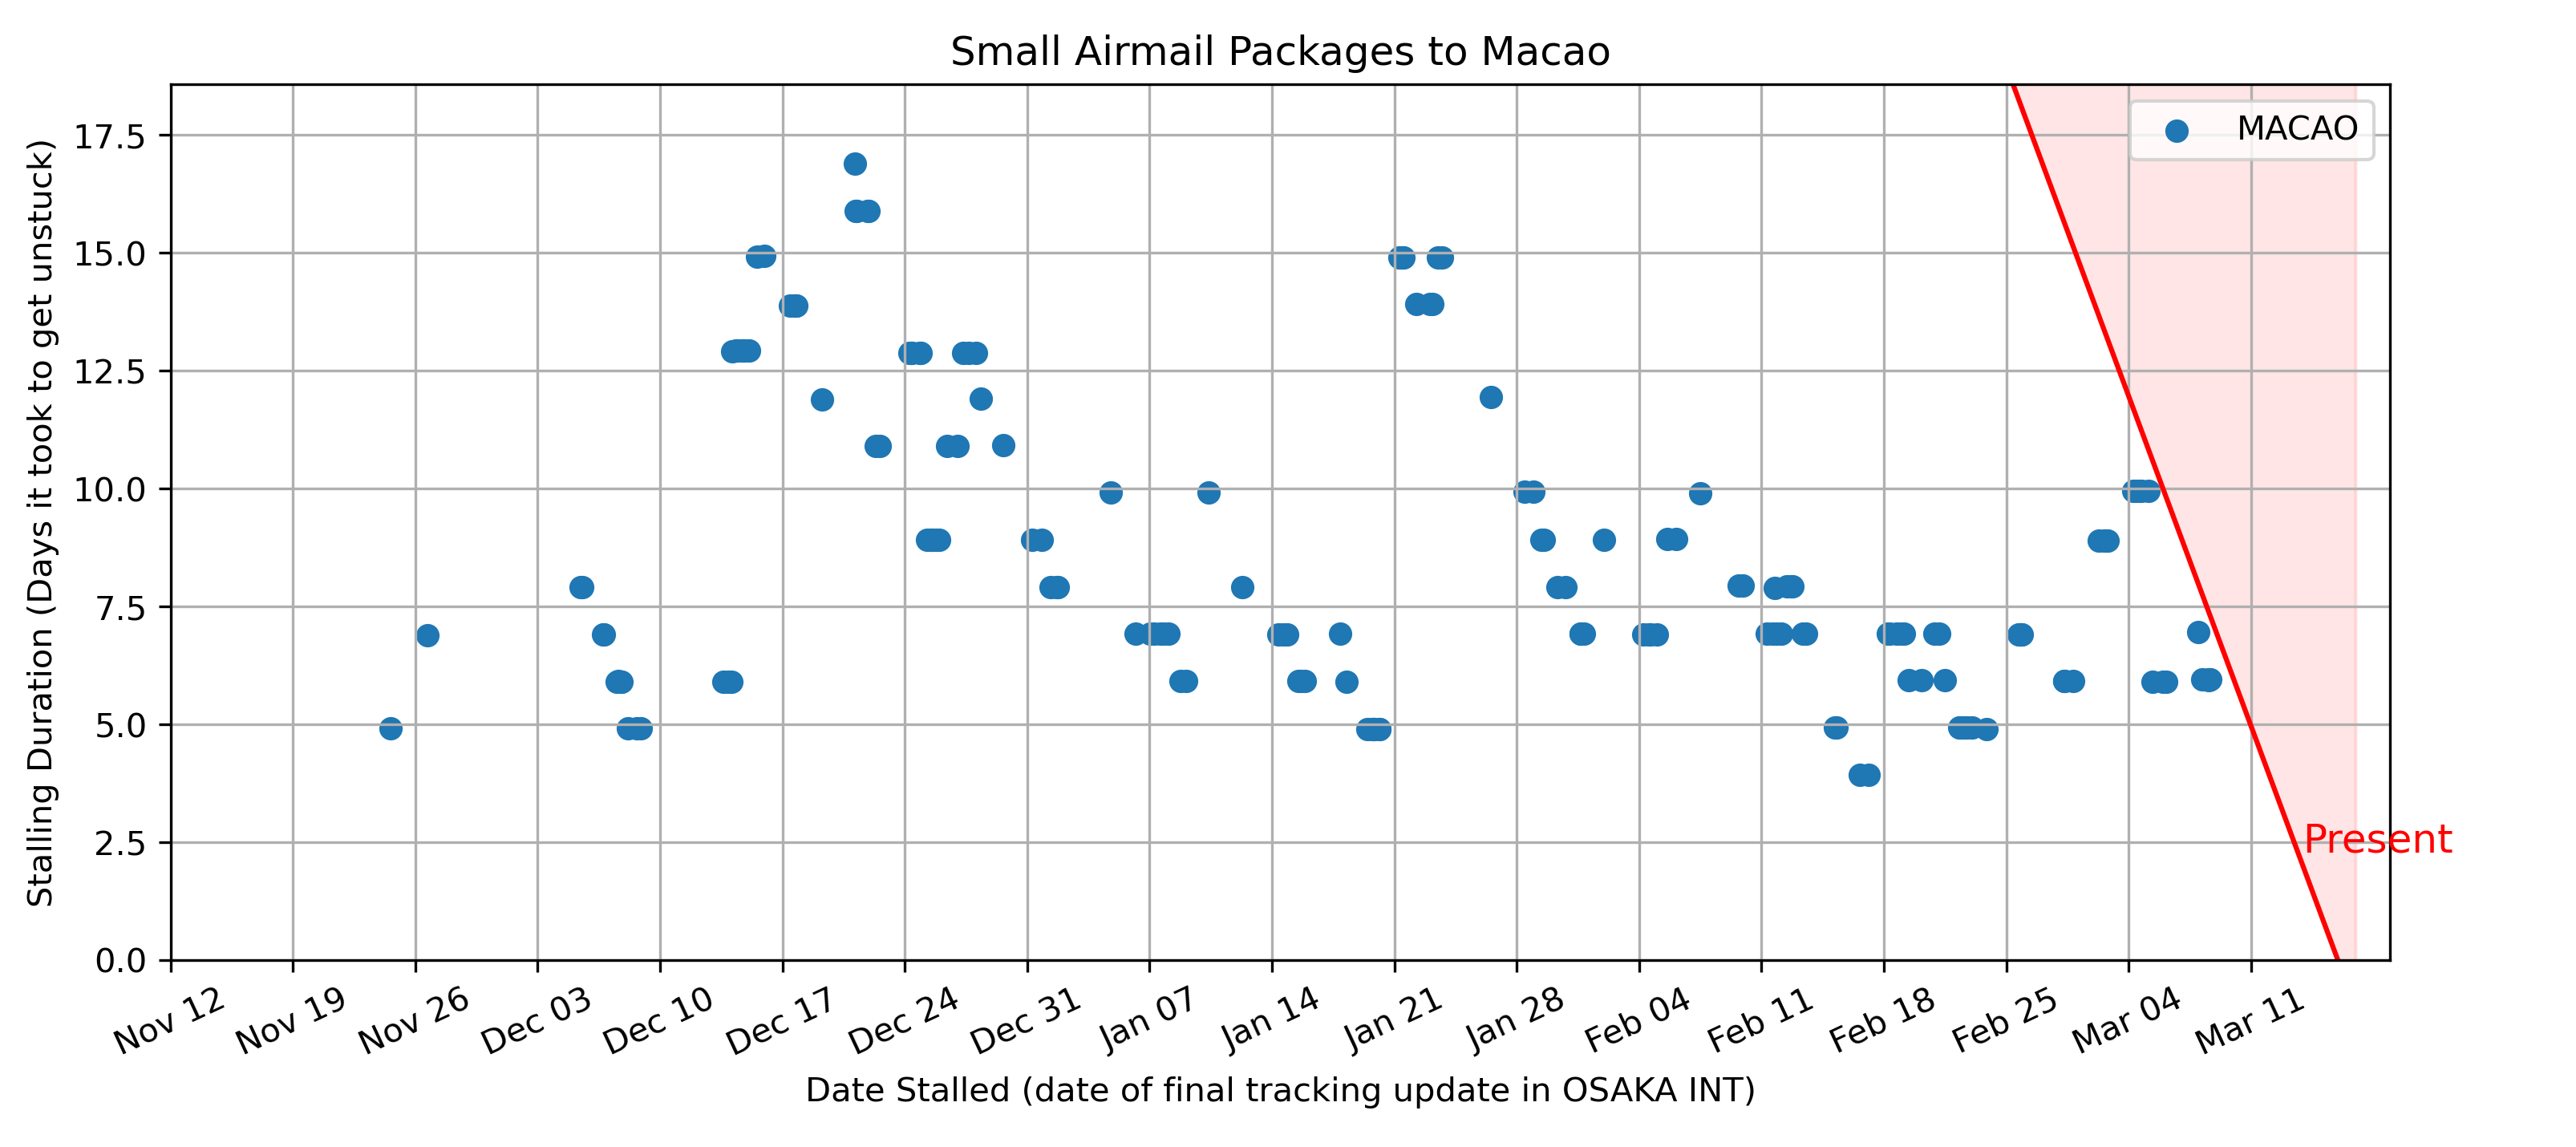 Small Airmail Packages to Macao
Stalling Duration (Days it took to get unstuck)
17.5
15.0
12.5
10.0
7.5
5.0
2.5
0.0
MACAO
Present
Nov 12
Nov 19
Nov 26
Dec 03
Dec 10
Dec 17
Dec 24
Dec 31
Jan 07
Jan 14
Jan 21
Jan 28
Feb 04
Feb 11
Feb 18
Feb 25
Mar 04
Mar 11
Date Stalled (date of final tracking update in OSAKA INT)